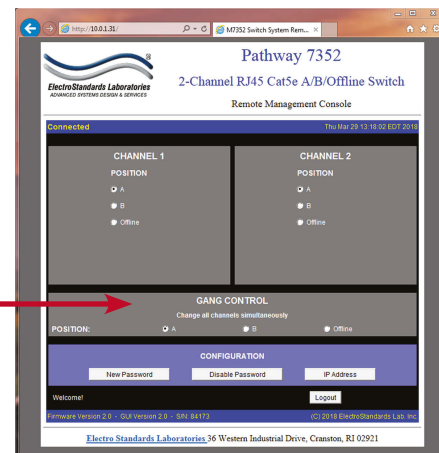 http://10.0.1.31/
M7352 Switch System Rem...
®
ElectroStandards Laboratories
ADVANCED SYSTEMS DESIGN & SERVICES
Pathway 7352
2-Channel RJ45 Cat5e A/B/Offline Switch
Remote Management Console
Connected
Thu Mar 29 13:16:02 EDT 2018
CHANNEL 1
POSITION
A
B
Offline
CHANNEL 2
POSITION
A
B
Offline
GANG CONTROL
Change all channels simultaneously
POSITION: A B Offline
CONFIGURATION
New Password Disable Password IP Address
Welcome! Logout
Firmware Version 2.0 - GUI Version 2.0 - S/N: 84173 (C) 2018 ElectroStandards Lab. Inc.
Electro Standards Laboratories 36 Western Industrial Drive, Cranston, RI 02921